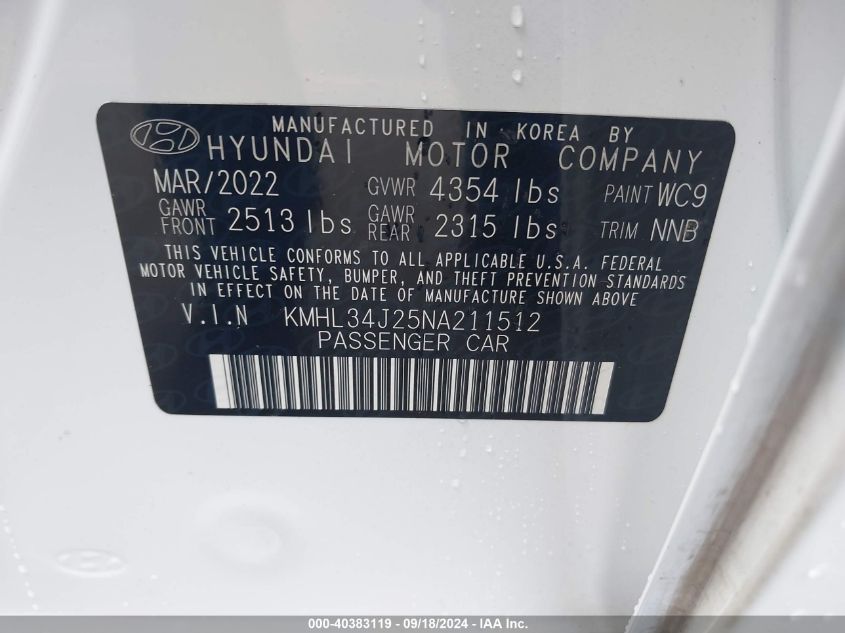 MANUFACTURED IN KOREA BY
HYUNDAI MOTOR COMPANY
MAR/2022 GVWR 4354 lbs PAINT WC9
GAWR FRONT 2513 lbs GAWR REAR 2315 lbs TRIM NNB
THIS VEHICLE CONFORMS TO ALL APPLICABLE U.S.A. FEDERAL
MOTOR VEHICLE SAFETY, BUMPER, AND THEFT PREVENTION STANDARDS
IN EFFECT ON THE DATE OF MANUFACTURE SHOWN ABOVE
V.I.N KMHL34J25NA211512
PASSENGER CAR
000-40383119 - 09/18/2024 - IAA Inc.